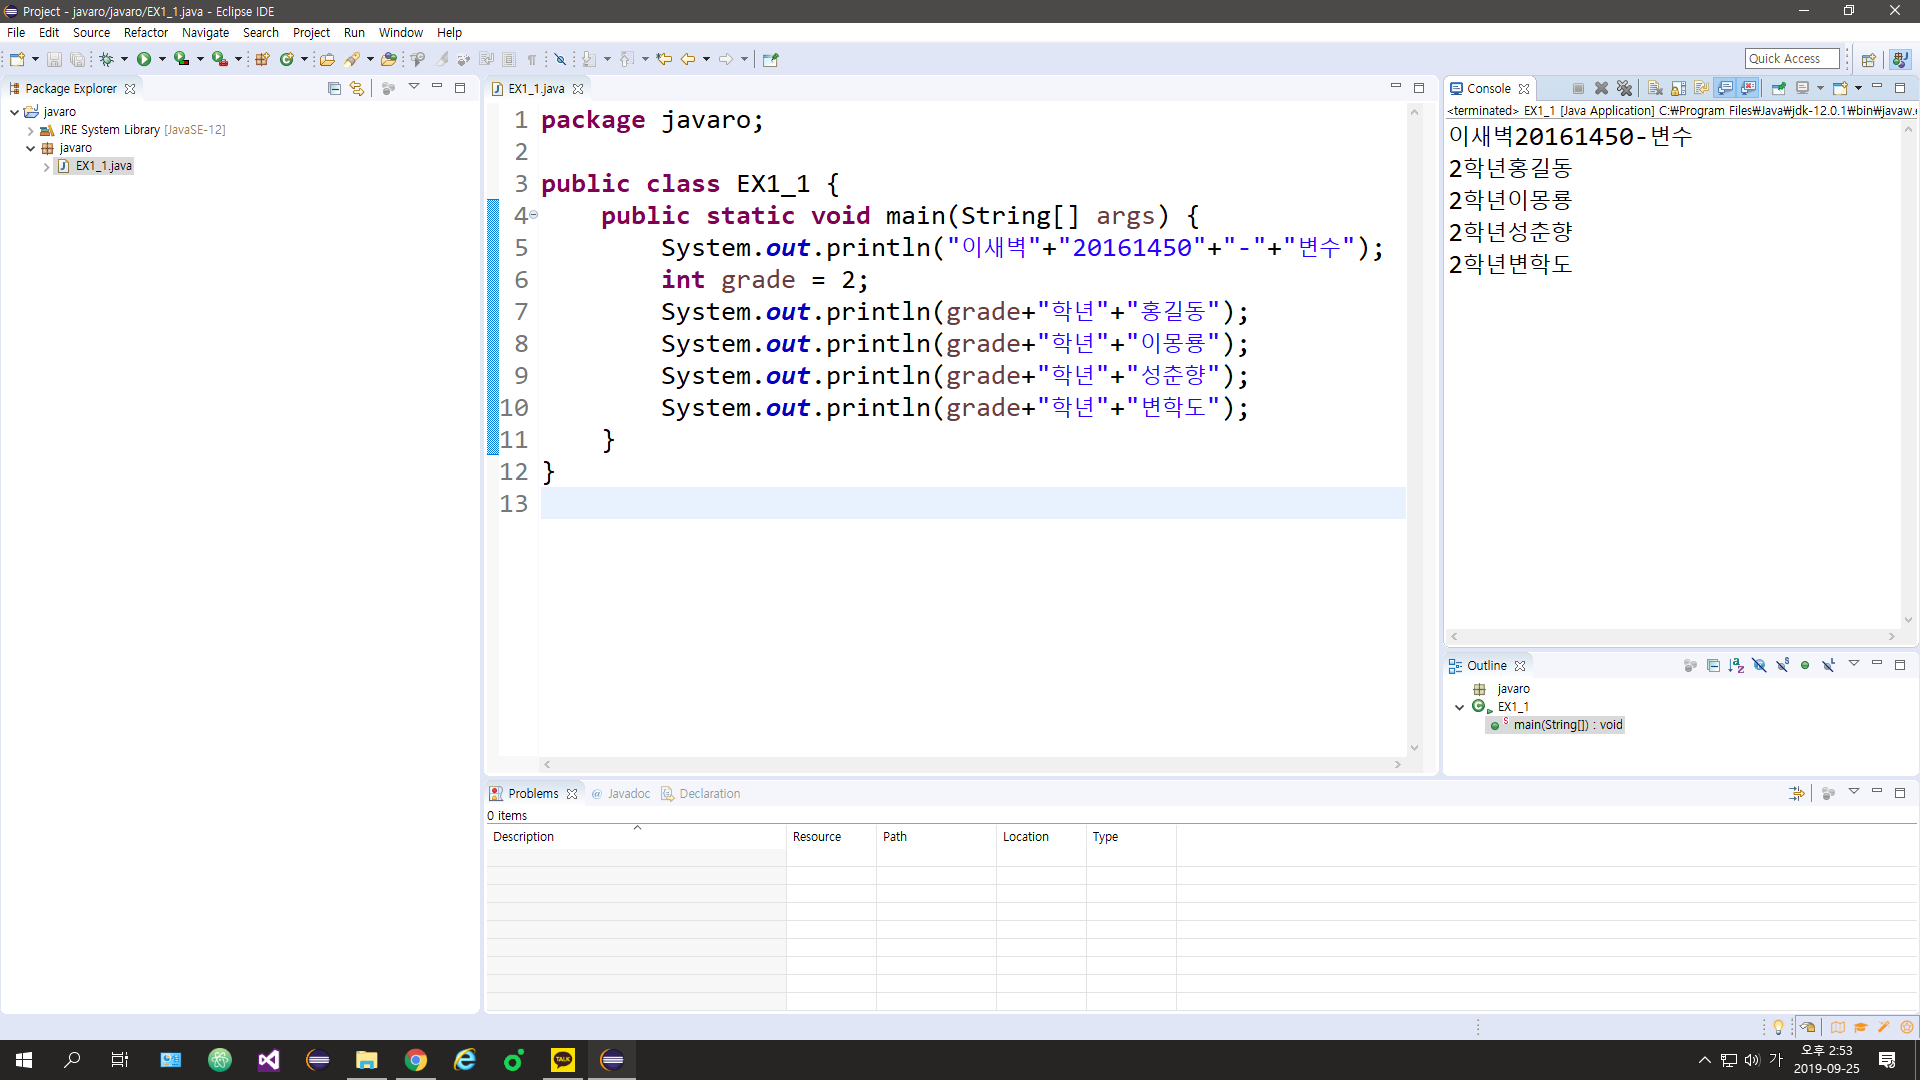 Project - javaro/javaro/EX1_1.java - Eclipse IDE
File Edit Source Refactor Navigate Search Project Run Window Help
Quick Access
Package Explorer
javaro
JRE System Library [JavaSE-12]
javaro
EX1_1.java
EX1_1.java
1 package javaro;
2
3 public class EX1_1 {
4 public static void main(String[] args) {
5 System.out.println("이새벽"+"20161450"+"-"+"변수");
6 int grade = 2;
7 System.out.println(grade+"학년"+"홍길동");
8 System.out.println(grade+"학년"+"이몽룡");
9 System.out.println(grade+"학년"+"성춘향");
10 System.out.println(grade+"학년"+"변학도");
11 }
12 }
13
Console
<terminated> EX1_1 [Java Application] C:₩Program Files₩Java₩jdk-12.0.1₩bin₩javaw.e
이새벽20161450-변수
2학년홍길동
2학년이몽룡
2학년성춘향
2학년변학도
Outline
javaro
EX1_1
main(String[]) : void
Problems @ Javadoc Declaration
0 items
Description Resource Path Location Type
TALK
가
오후 2:53
2019-09-25